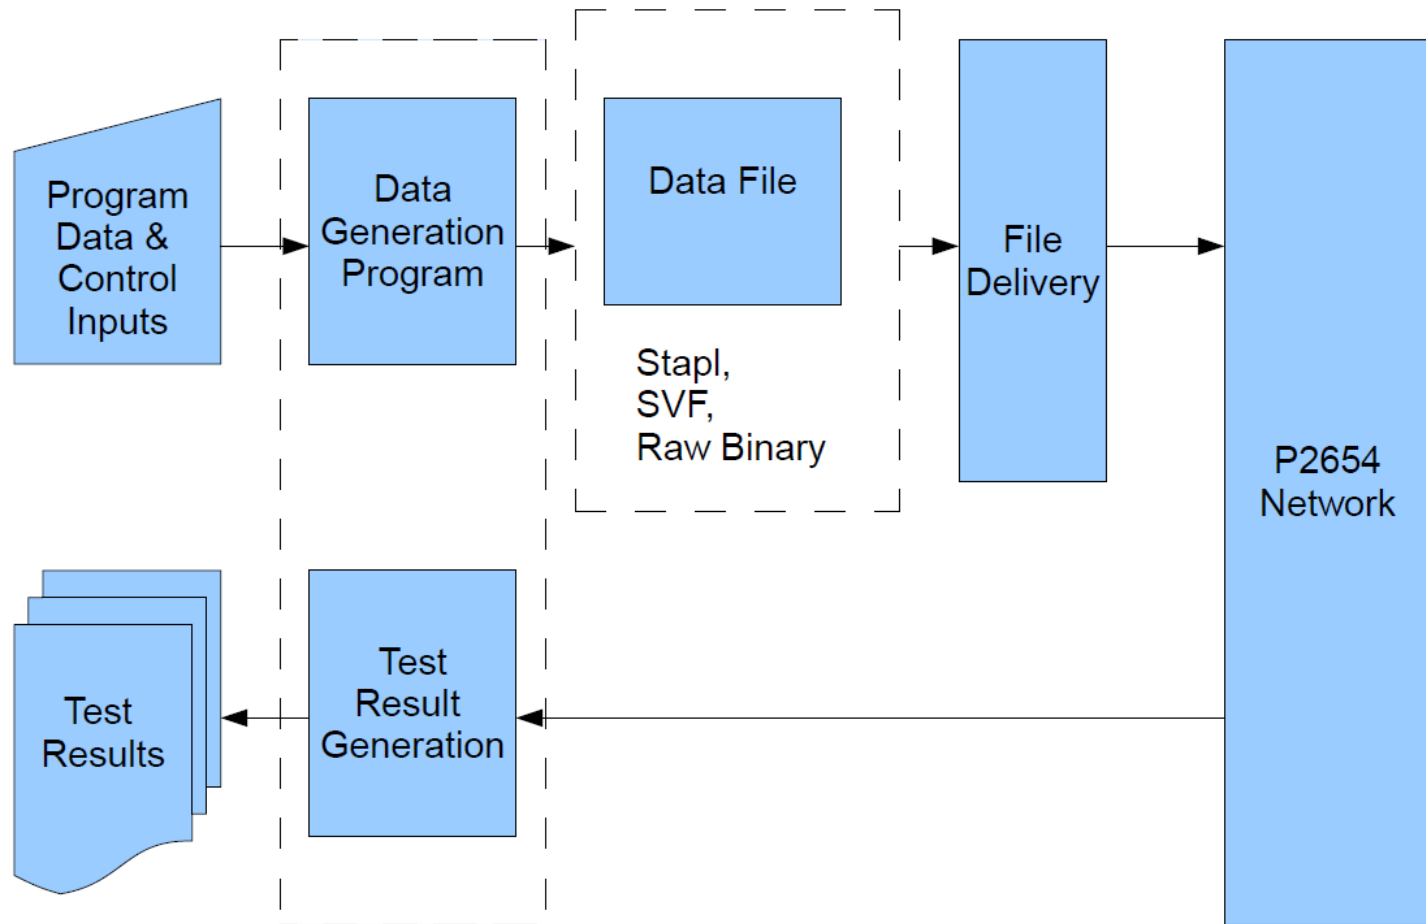 Program
Data &
Control
Inputs
Data
Generation
Program
Data File
Stapl,
SVF,
Raw Binary
File
Delivery
P2654
Network
Test
Results
Test
Result
Generation